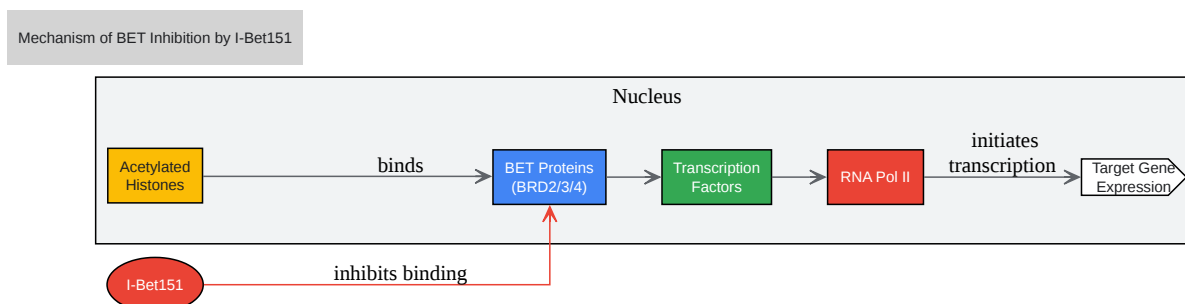 Mechanism of BET Inhibition by I-Bet151
Nucleus
Acetylated
Histones
binds
BET Proteins
(BRD2/3/4)
Transcription
Factors
RNA Pol II
initiates
transcription
Target Gene
Expression
I-Bet151
inhibits binding